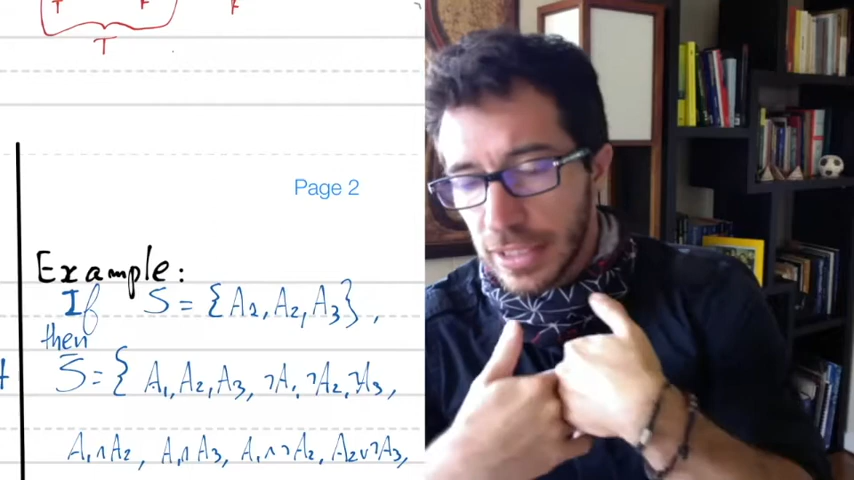 T F F
T
Page 2
Example:
If S = {A1, A2, A3},
then
S̅ = { A1, A2, A3, ¬A1, ¬A2, ¬A3,
A1∧A2, A1∧A3, A1∧¬A2, A2∨¬A3,